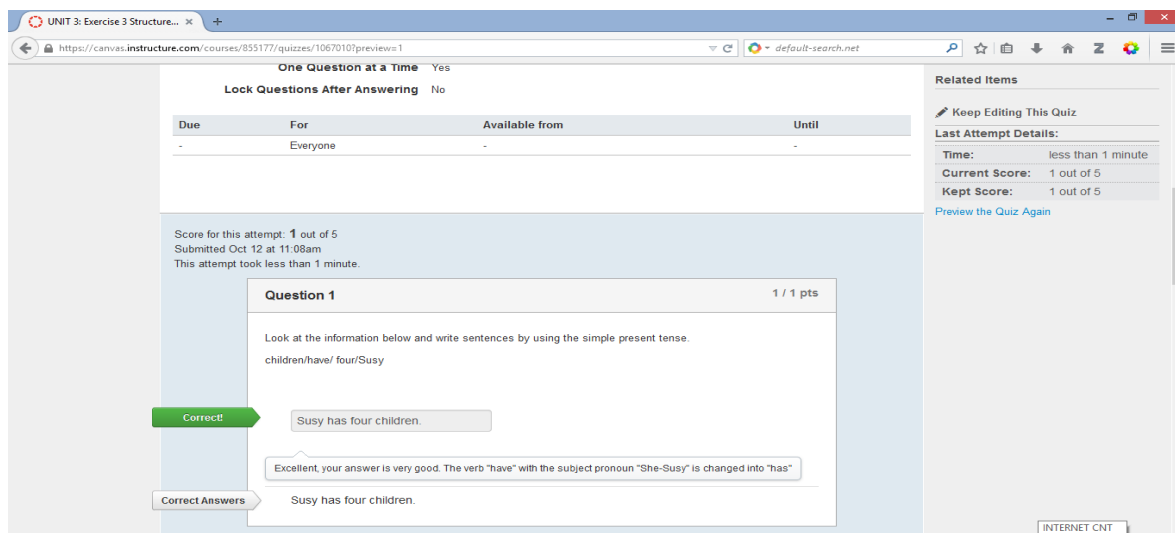 UNIT 3: Exercise 3 Structure... × +
https://canvas.instructure.com/courses/855177/quizzes/1067010?preview=1 default-search.net
One Question at a Time Yes
Lock Questions After Answering No
Due For Available from Until
- Everyone - -
Related Items
Keep Editing This Quiz
Last Attempt Details:
Time: less than 1 minute
Current Score: 1 out of 5
Kept Score: 1 out of 5
Preview the Quiz Again
Score for this attempt: 1 out of 5
Submitted Oct 12 at 11:08am
This attempt took less than 1 minute.
Question 1 1 / 1 pts
Look at the information below and write sentences by using the simple present tense.
children/have/ four/Susy
Correct!
Susy has four children.
Excellent, your answer is very good. The verb "have" with the subject pronoun "She-Susy" is changed into "has"
Correct Answers
Susy has four children.
INTERNET CNT